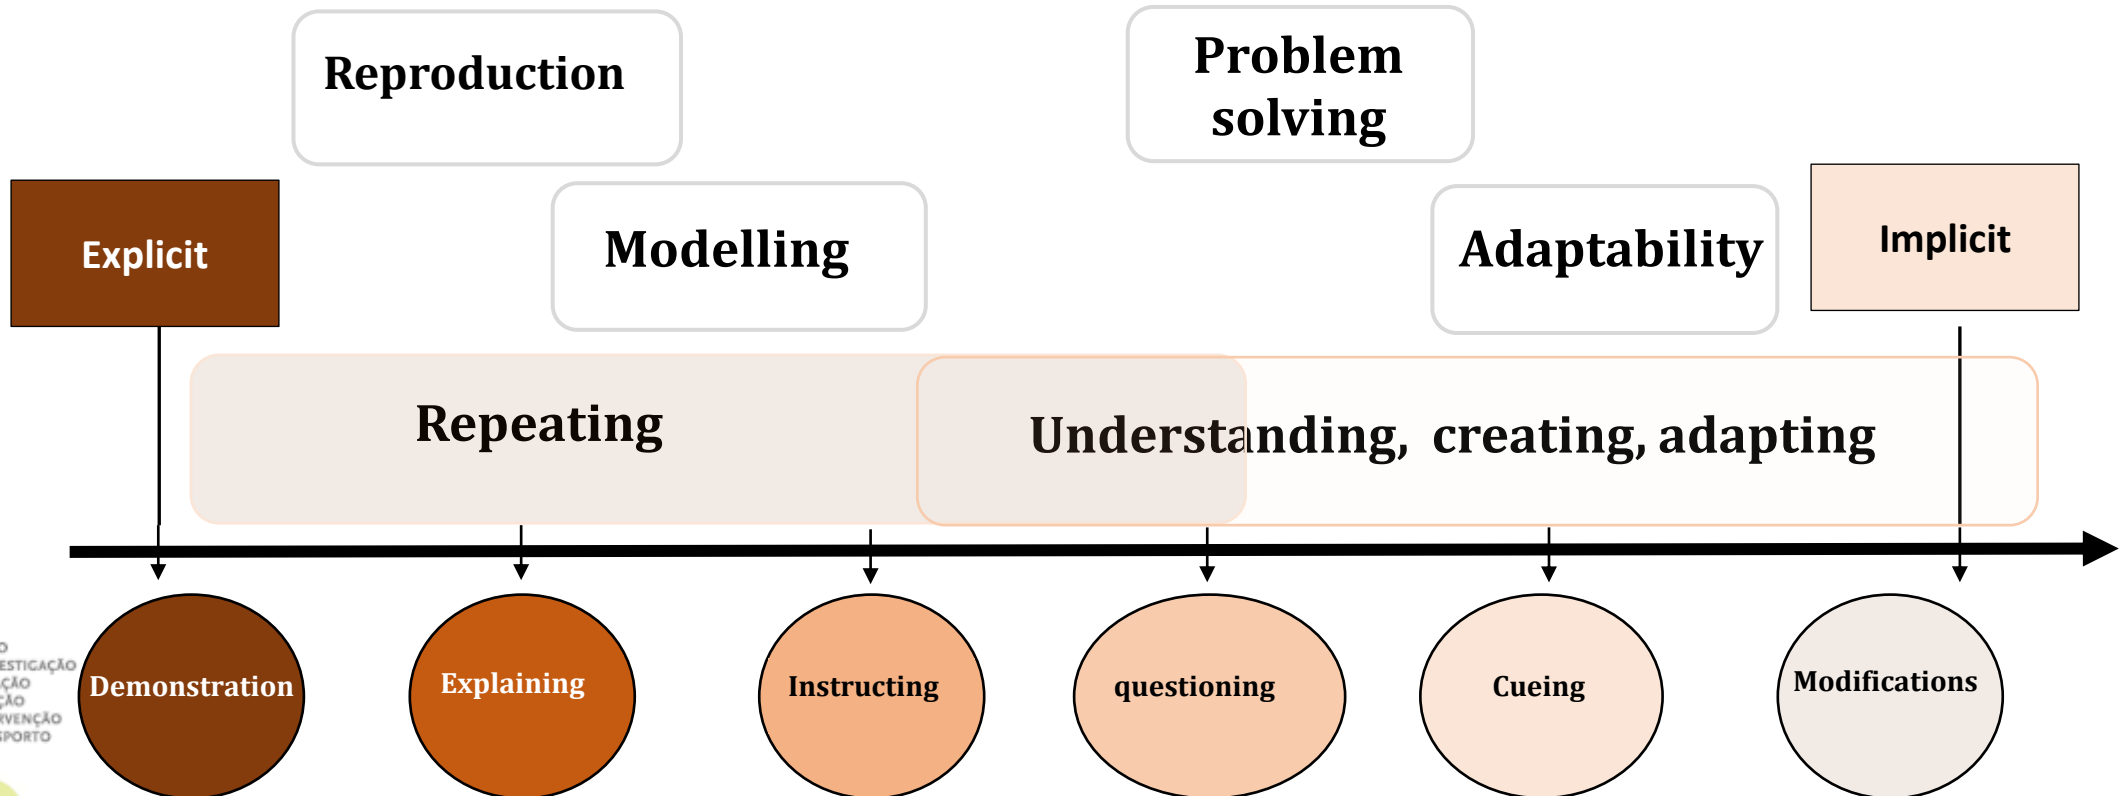 Reproduction
Problem
solving
Explicit
Modelling
Adaptability
Implicit
Repeating
Understanding, creating, adapting
Demonstration
Explaining
Instructing
questioning
Cueing
Modifications